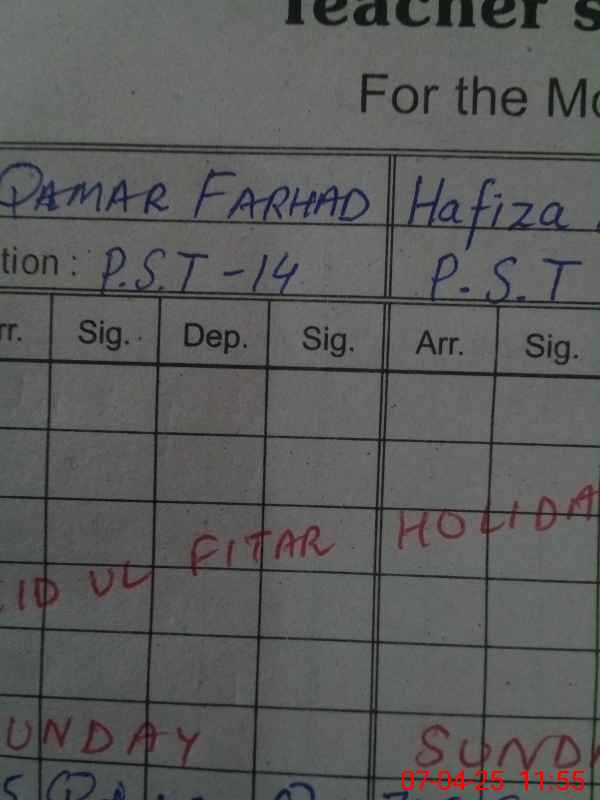 Teacher s
For the Mo
QAMAR FARHAD Hafiza
tion : P.S.T-14 P.S.T
rr. Sig. Dep. Sig. Arr. Sig.
ID UL FITAR HOLIDA
UNDAY SUND
07-04-25 11:55